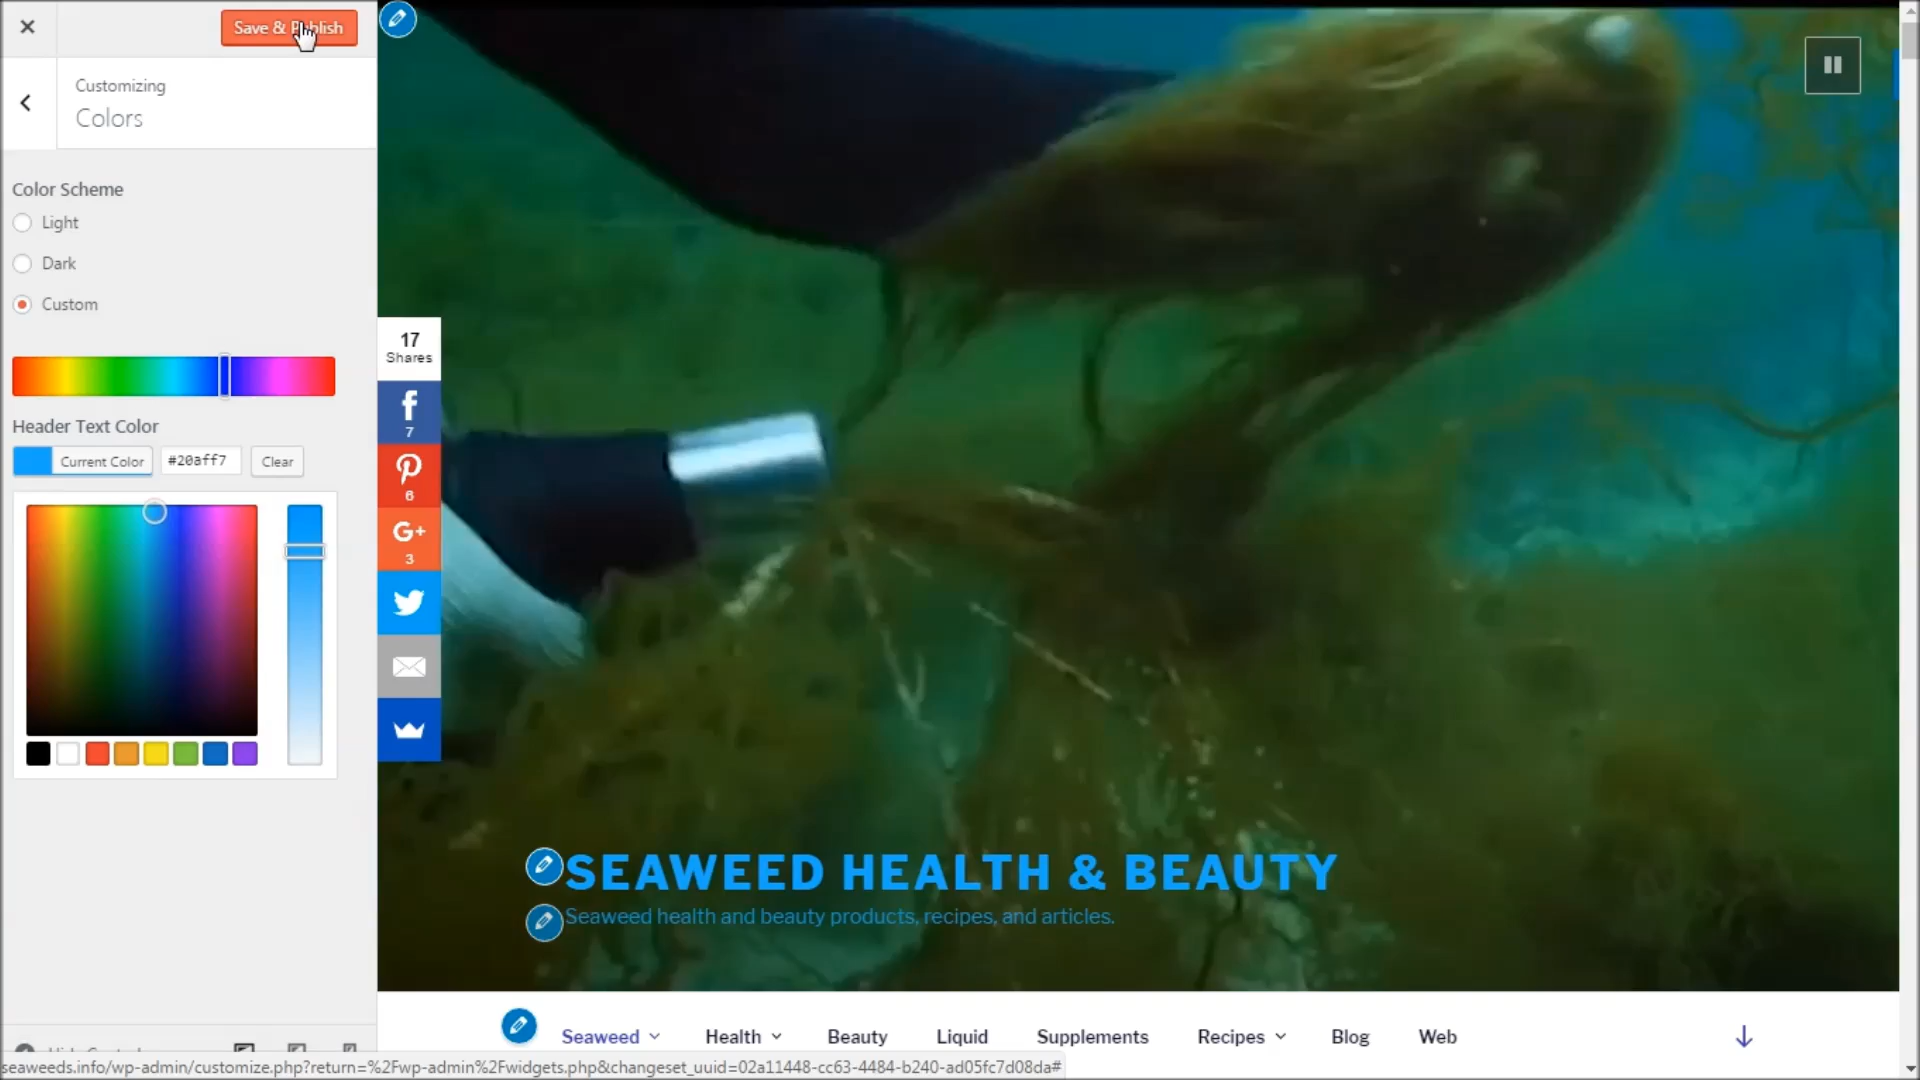 Save & Publish
Customizing
Colors
Color Scheme
Light
Dark
Custom
Header Text Color
Current Color
#20aff7
Clear
17
Shares
7
6
G+
3
SEAWEED HEALTH & BEAUTY
Seaweed health and beauty products, recipes, and articles.
Seaweed
Health
Beauty
Liquid
Supplements
Recipes
Blog
Web
seaweeds.info/wp-admin/customize.php?return=%2Fwp-admin%2Fwidgets.php&changeset_uuid=02a11448-cc63-4484-b240-ad05fc7d08da#